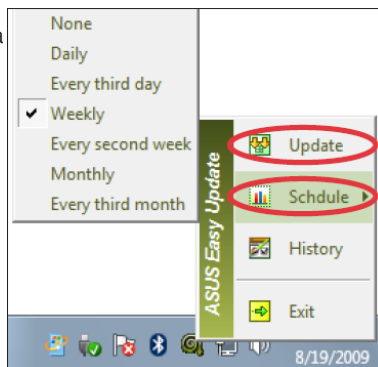 a
None
Daily
Every third day
Weekly
Every second week
Monthly
Every third month
ASUS Easy Update
Update
Schdule
History
Exit
8/19/2009